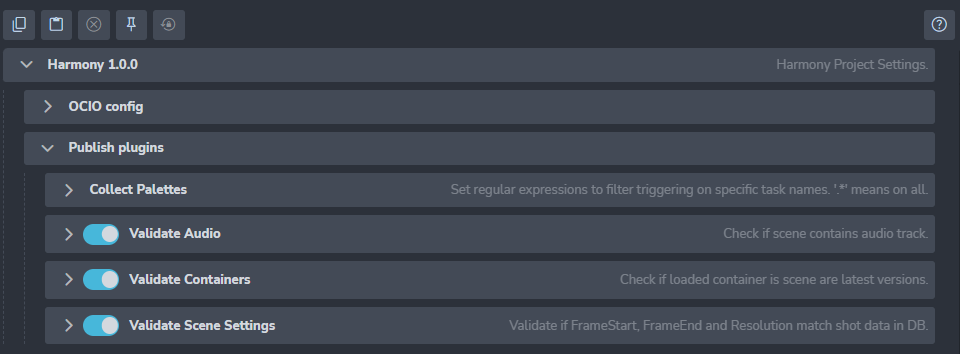 Harmony 1.0.0 Harmony Project Settings.
OCIO config
Publish plugins
Collect Palettes Set regular expressions to filter triggering on specific task names. '.*' means on all.
Validate Audio Check if scene contains audio track.
Validate Containers Check if loaded container is scene are latest versions.
Validate Scene Settings Validate if FrameStart, FrameEnd and Resolution match shot data in DB.